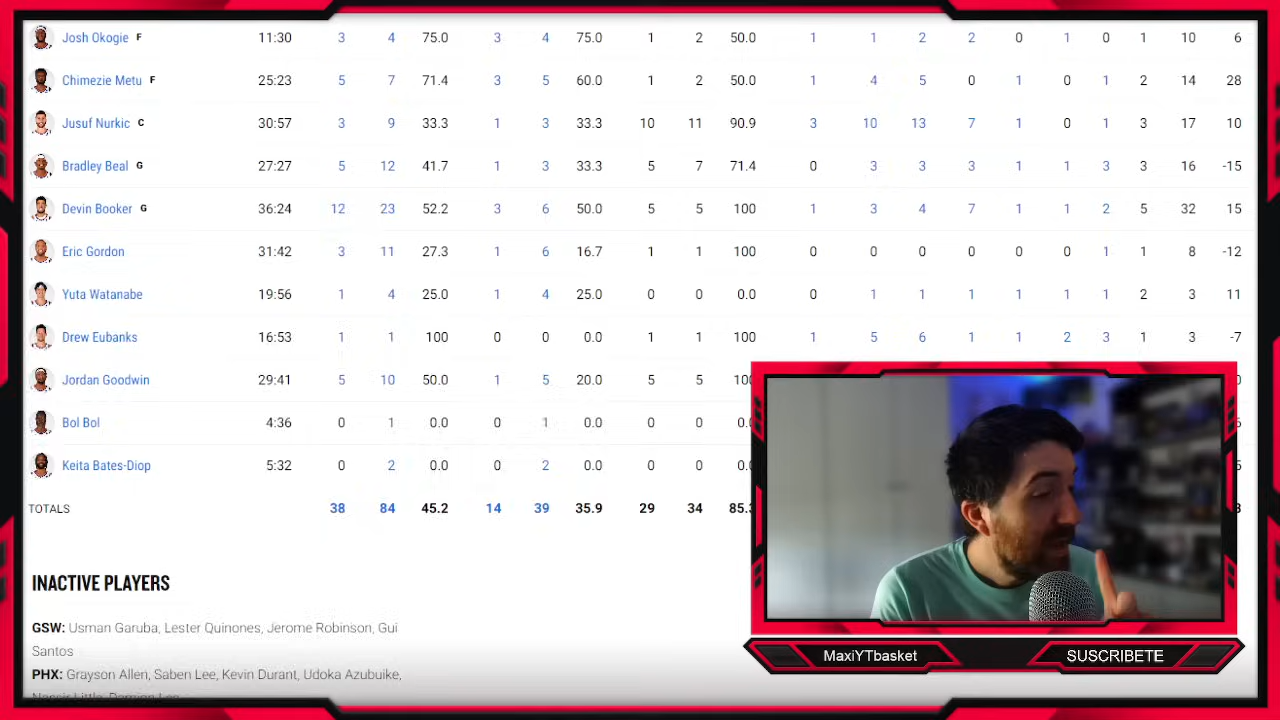 Josh Okogie F 11:30 3 4 75.0 3 4 75.0 1 2 50.0 1 1 2 2 0 1 0 1 10 6
Chimezie Metu F 25:23 5 7 71.4 3 5 60.0 1 2 50.0 1 4 5 0 1 0 1 2 14 28
Jusuf Nurkic C 30:57 3 9 33.3 1 3 33.3 10 11 90.9 3 10 13 7 1 0 1 3 17 10
Bradley Beal G 27:27 5 12 41.7 1 3 33.3 5 7 71.4 0 3 3 3 1 1 3 3 16 -15
Devin Booker G 36:24 12 23 52.2 3 6 50.0 5 5 100 1 3 4 7 1 1 2 5 32 15
Eric Gordon 31:42 3 11 27.3 1 6 16.7 1 1 100 0 0 0 0 0 0 1 1 8 -12
Yuta Watanabe 19:56 1 4 25.0 1 4 25.0 0 0 0.0 0 1 1 1 1 1 1 2 3 11
Drew Eubanks 16:53 1 1 100 0 0 0.0 1 1 100 1 5 6 1 1 2 3 1 3 -7
Jordan Goodwin 29:41 5 10 50.0 1 5 20.0 5 5
Bol Bol 4:36 0 1 0.0 0 1 0.0 0 0
Keita Bates-Diop 5:32 0 2 0.0 0 2 0.0 0 0
TOTALS 38 84 45.2 14 39 35.9 29 34
INACTIVE PLAYERS
GSW: Usman Garuba, Lester Quinones, Jerome Robinson, Gui
Santos
PHX: Grayson Allen, Saben Lee, Kevin Durant, Udoka Azubuike,
MaxiYTbasket
SUSCRIBETE